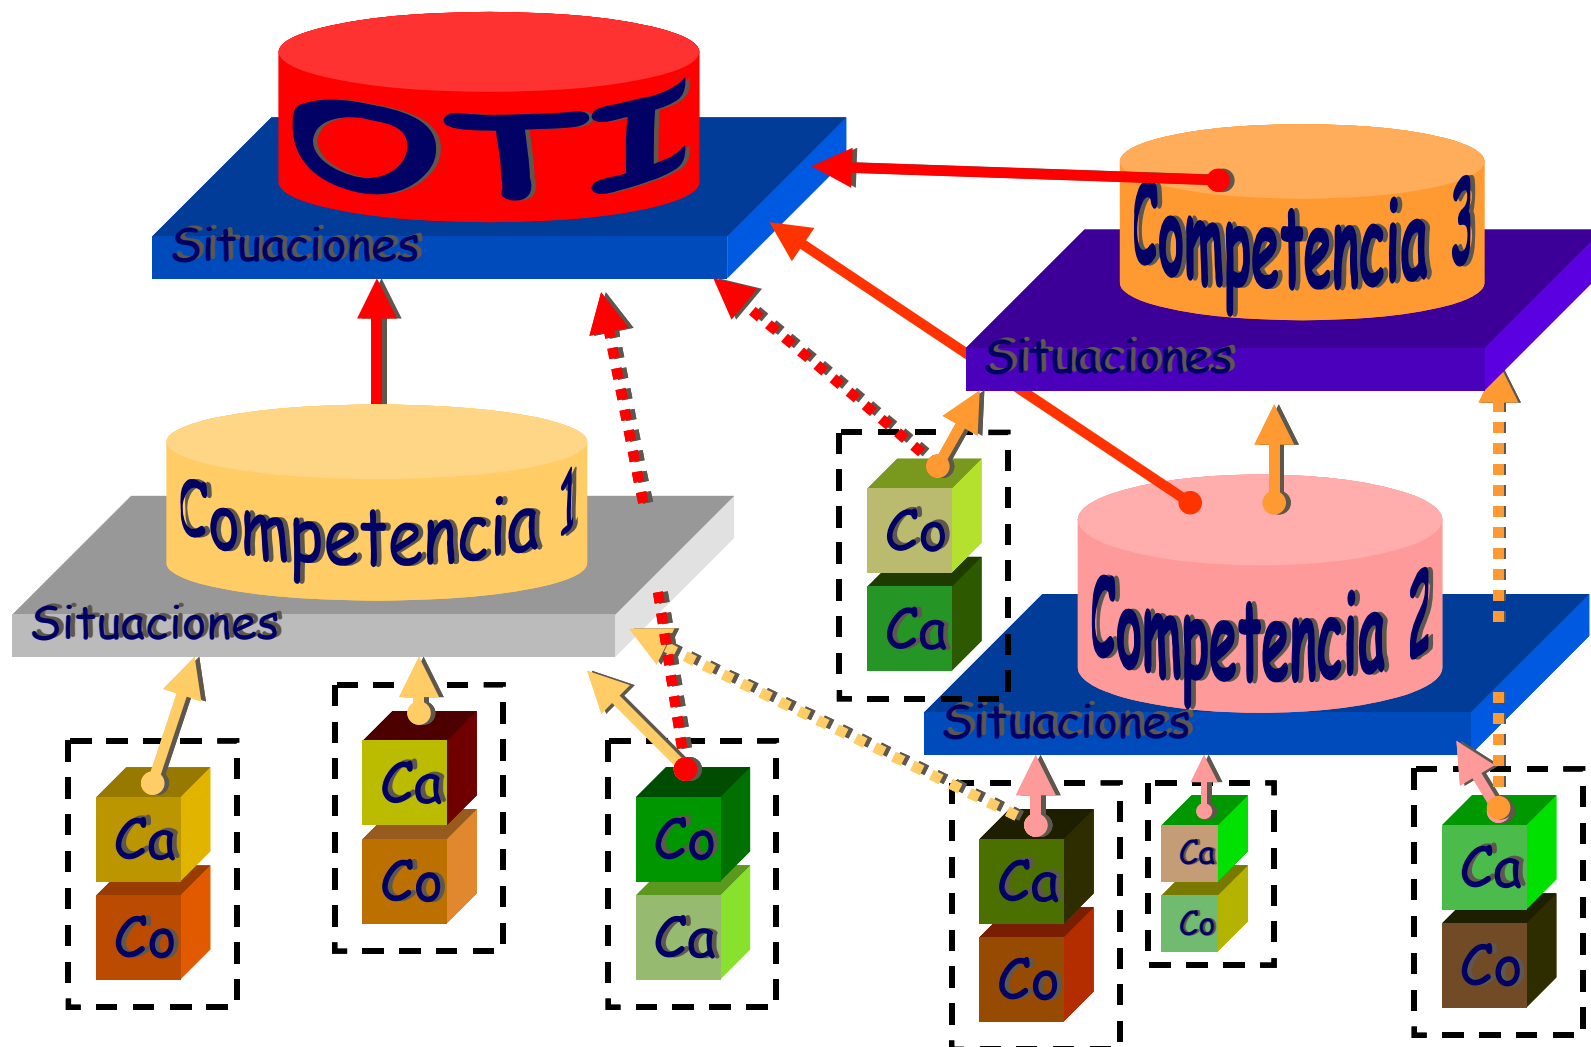 OTI
Situaciones
Competencia 3
Situaciones
Competencia 1
Situaciones
Co
Ca
Competencia 2
Situaciones
Ca
Co
Ca
Co
Co
Ca
Ca
Co
Ca
Co
Ca
Co